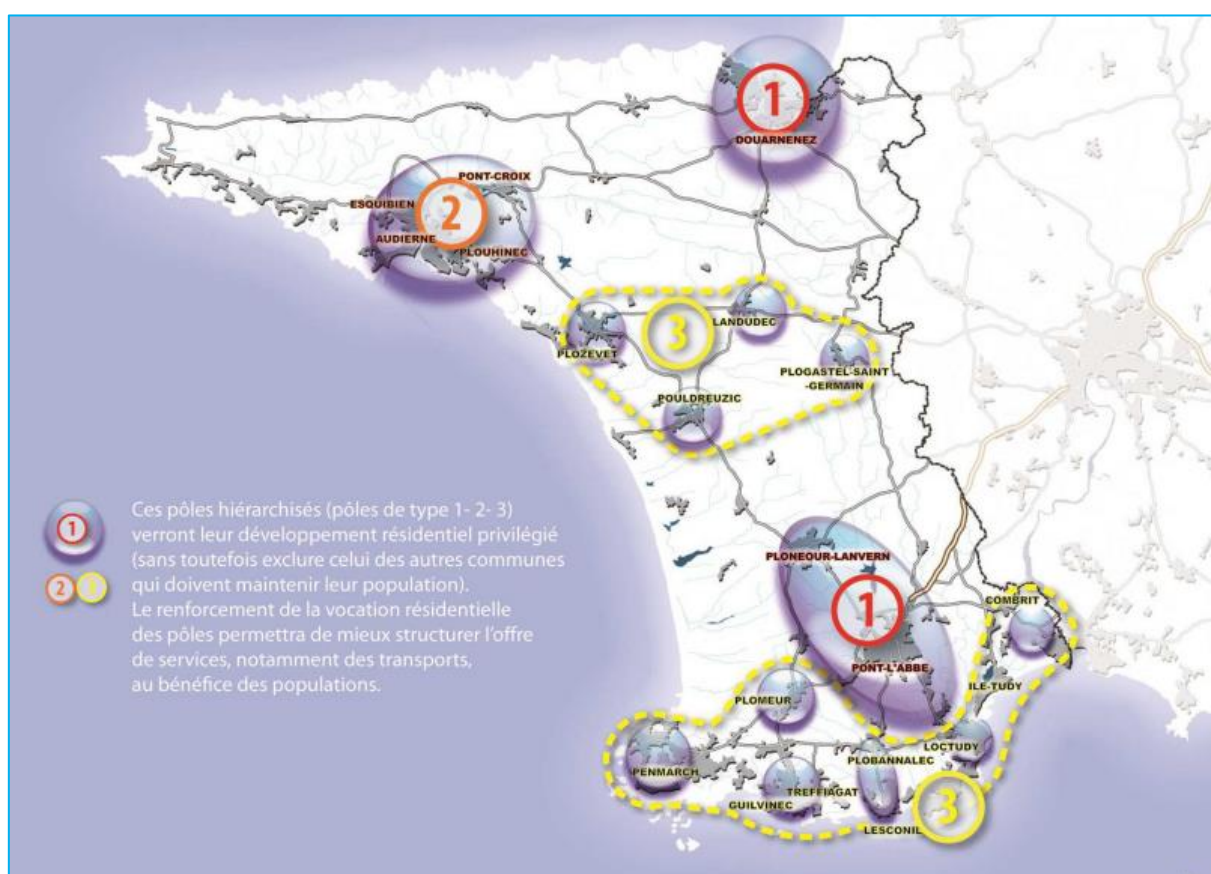 1
DOUARNENEZ
PONT-CROIX
ESQUIBIEN
2
AUDIERNE
PLOUHINEC
LANDUDEC
3
PLOZEVET
PLOGASTEL-SAINT
-GERMAIN
POULDREUZIC
1
Ces pôles hiérarchisés (pôles de type 1- 2- 3)
verront leur développement résidentiel privilégié
(sans toutefois exclure celui des autres communes
2 3
qui doivent maintenir leur population).
Le renforcement de la vocation résidentielle
des pôles permettra de mieux structurer l'offre
de services, notamment des transports,
au bénéfice des populations.
PLONEOUR-LANVERN
COMBRIT
1
PONT-L'ABBE
ILE-TUDY
PLOMEUR
LOCTUDY
PLOBANNALEC
PENMARCH
TREFFIAGAT
GUILVINEC
3
LESCONIL